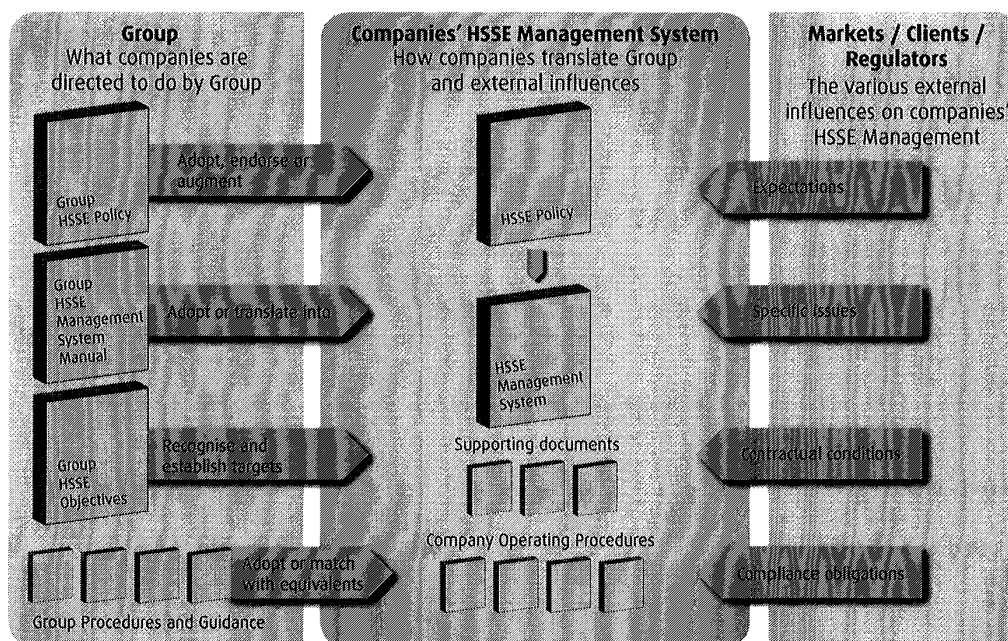 Group
What companies are
directed to do by Group
Group
HSSE Policy
Adopt, endorse or
augment
Group
HSSE
Management
System
Manual
Adopt or translate into
Group
HSSE
Objectives
Recognise and
establish targets
Adopt or match
with equivalents
Group Procedures and Guidance
Companies' HSSE Management System
How companies translate Group
and external influences
HSSE Policy
HSSE
Management
System
Supporting documents
Company Operating Procedures
Markets / Clients /
Regulators
The various external
influences on companies'
HSSE Management
Expectations
Specific issues
Contractual conditions
Compliance obligations